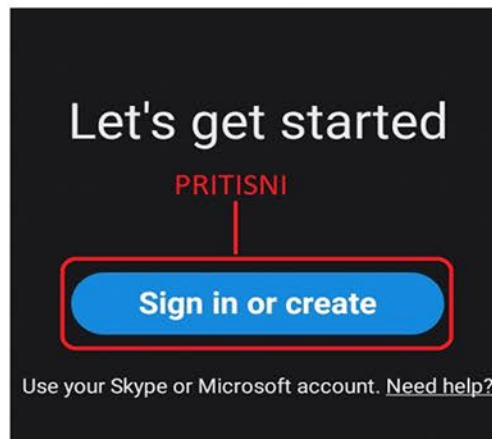 Let's get started
PRITISNI
Sign in or create
Use your Skype or Microsoft account. Need help?